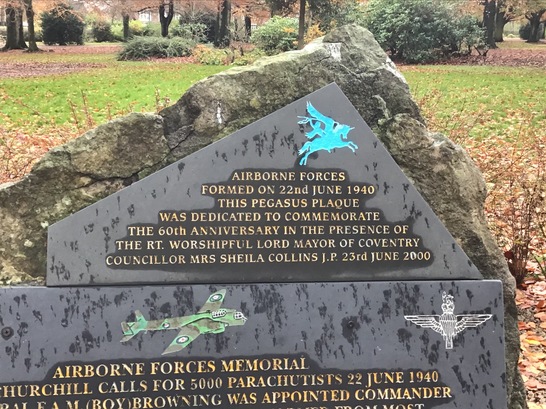 AIRBORNE FORCES
FORMED ON 22nd JUNE 1940
THIS PEGASUS PLAQUE
WAS DEDICATED TO COMMEMORATE
THE 60th ANNIVERSARY IN THE PRESENCE OF
THE RT. WORSHIPFUL LORD MAYOR OF COVENTRY
COUNCILLOR MRS SHEILA COLLINS J.P. 23rd JUNE 2000
AIRBORNE FORCES MEMORIAL
CHURCHILL CALLS FOR 5000 PARACHUTISTS 22 JUNE 1940
F.A.M.(BOY)BROWNING WAS APPOINTED COMMANDER
FROM MOST